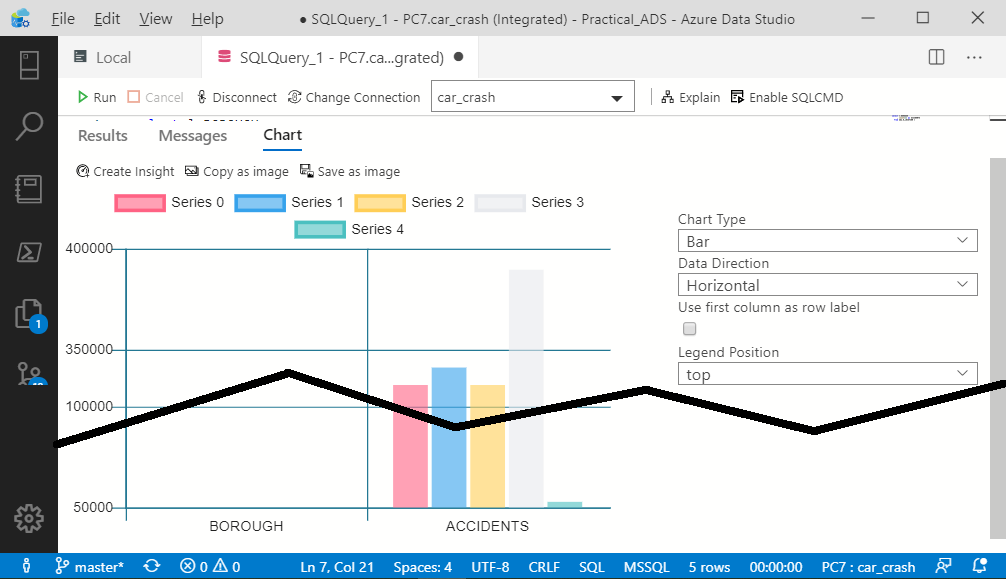 File Edit View Help ● SQLQuery_1 - PC7.car_crash (Integrated) - Practical_ADS - Azure Data Studio
Local SQLQuery_1 - PC7.ca...grated) ●
Run Cancel Disconnect Change Connection car_crash Explain Enable SQLCMD
Results Messages Chart
Create Insight Copy as image Save as image
Series 0 Series 1 Series 2 Series 3
Series 4
400000
350000
100000
50000
BOROUGH ACCIDENTS
Chart Type
Bar
Data Direction
Horizontal
Use first column as row label
Legend Position
top
1
master* 0 0 Ln 7, Col 21 Spaces: 4 UTF-8 CRLF SQL MSSQL 5 rows 00:00:00 PC7 : car_crash